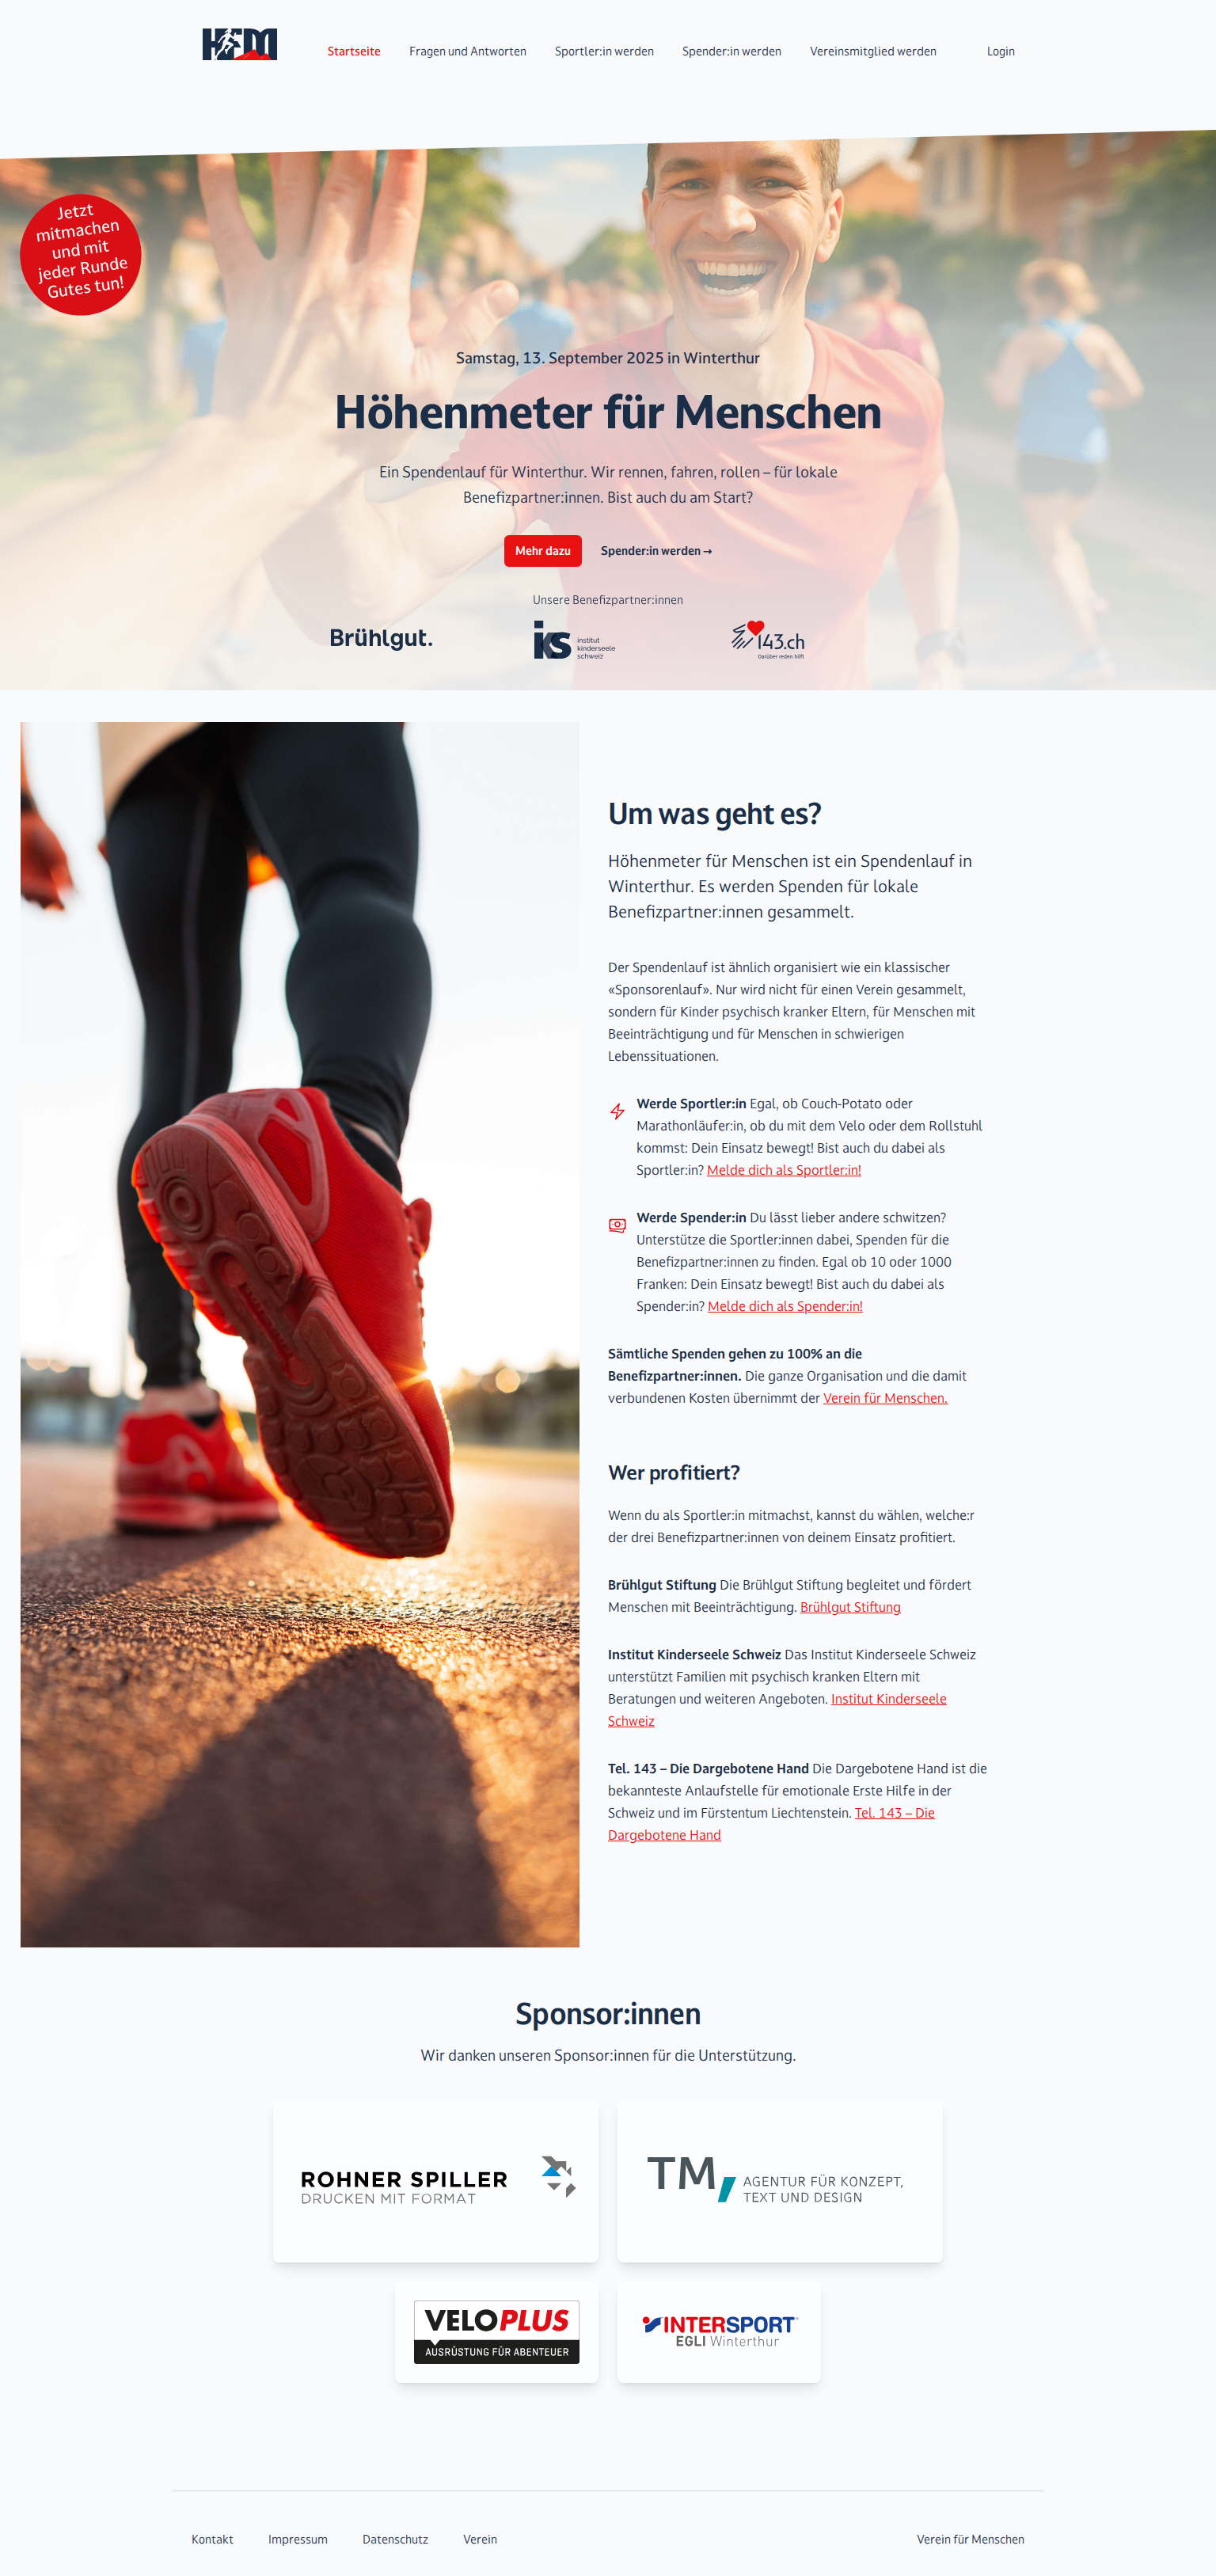 HFM
Startseite
Fragen und Antworten
Sportler:in werden
Spender:in werden
Vereinsmitglied werden
Login
Jetzt
mitmachen
und mit
jeder Runde
Gutes tun!
Samstag, 13. September 2025 in Winterthur
Höhenmeter für Menschen
Ein Spendenlauf für Winterthur. Wir rennen, fahren, rollen – für lokale
Benefizpartner:innen. Bist auch du am Start?
Mehr dazu
Spender:in werden →
Unsere Benefizpartner:innen
Brühlgut.
iks
institut
kinderseele
schweiz
143.ch
Darüber reden hilft
Um was geht es?
Höhenmeter für Menschen ist ein Spendenlauf in
Winterthur. Es werden Spenden für lokale
Benefizpartner:innen gesammelt.
Der Spendenlauf ist ähnlich organisiert wie ein klassischer
«Sponsorenlauf». Nur wird nicht für einen Verein gesammelt,
sondern für Kinder psychisch kranker Eltern, für Menschen mit
Beeinträchtigung und für Menschen in schwierigen
Lebenssituationen.
Werde Sportler:in Egal, ob Couch-Potato oder
Marathonläufer:in, ob du mit dem Velo oder dem Rollstuhl
kommst: Dein Einsatz bewegt! Bist auch du dabei als
Sportler:in? Melde dich als Sportler:in!
Werde Spender:in Du lässt lieber andere schwitzen?
Unterstütze die Sportler:innen dabei, Spenden für die
Benefizpartner:innen zu finden. Egal ob 10 oder 1000
Franken: Dein Einsatz bewegt! Bist auch du dabei als
Spender:in? Melde dich als Spender:in!
Sämtliche Spenden gehen zu 100% an die
Benefizpartner:innen. Die ganze Organisation und die damit
verbundenen Kosten übernimmt der Verein für Menschen.
Wer profitiert?
Wenn du als Sportler:in mitmachst, kannst du wählen, welche:r
der drei Benefizpartner:innen von deinem Einsatz profitiert.
Brühlgut Stiftung Die Brühlgut Stiftung begleitet und fördert
Menschen mit Beeinträchtigung. Brühlgut Stiftung
Institut Kinderseele Schweiz Das Institut Kinderseele Schweiz
unterstützt Familien mit psychisch kranken Eltern mit
Beratungen und weiteren Angeboten. Institut Kinderseele
Schweiz
Tel. 143 – Die Dargebotene Hand Die Dargebotene Hand ist die
bekannteste Anlaufstelle für emotionale Erste Hilfe in der
Schweiz und im Fürstentum Liechtenstein. Tel. 143 – Die
Dargebotene Hand
Sponsor:innen
Wir danken unseren Sponsor:innen für die Unterstützung.
ROHNER SPILLER
DRUCKEN MIT FORMAT
TM,
AGENTUR FÜR KONZEPT,
TEXT UND DESIGN
VELOPLUS
AUSRÜSTUNG FÜR ABENTEUER
INTERSPORT
EGLI Winterthur
Kontakt
Impressum
Datenschutz
Verein
Verein für Menschen